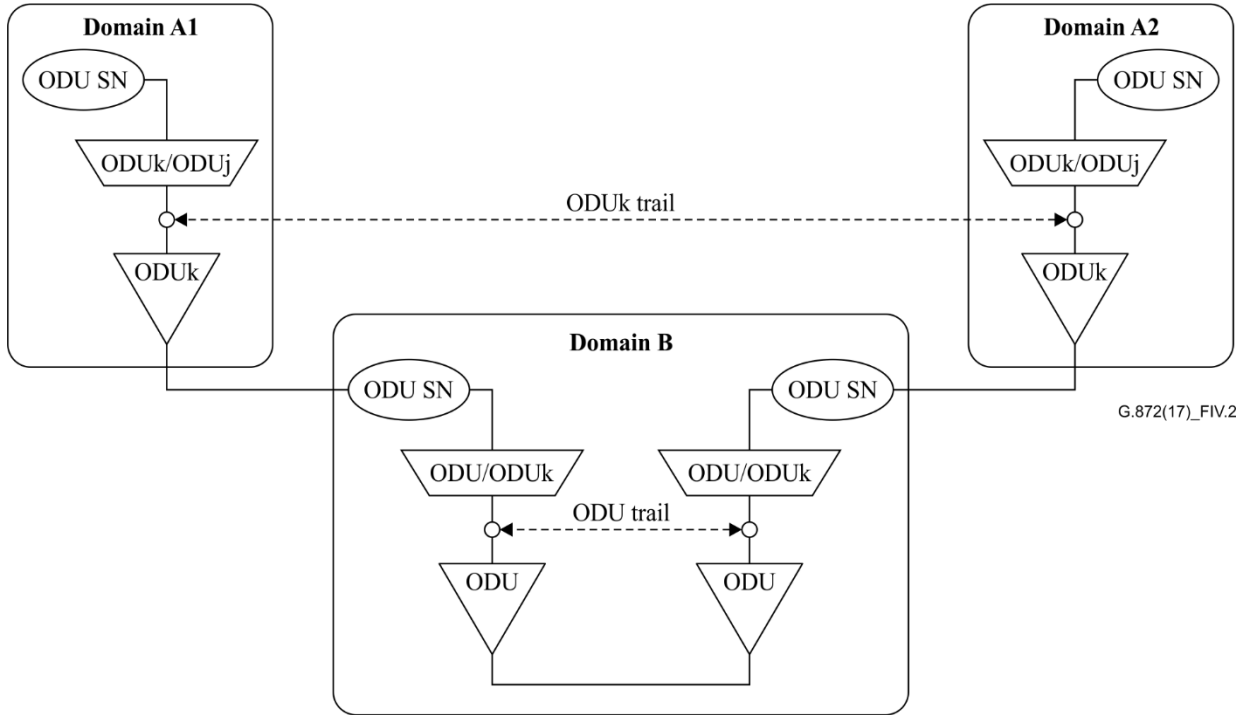 Domain A1
Domain A2
ODU SN
ODU SN
ODUk/ODUj
ODUk/ODUj
ODUk trail
ODUk
ODUk
Domain B
ODU SN
ODU SN
G.872(17)_FIV.2
ODU/ODUk
ODU/ODUk
ODU trail
ODU
ODU